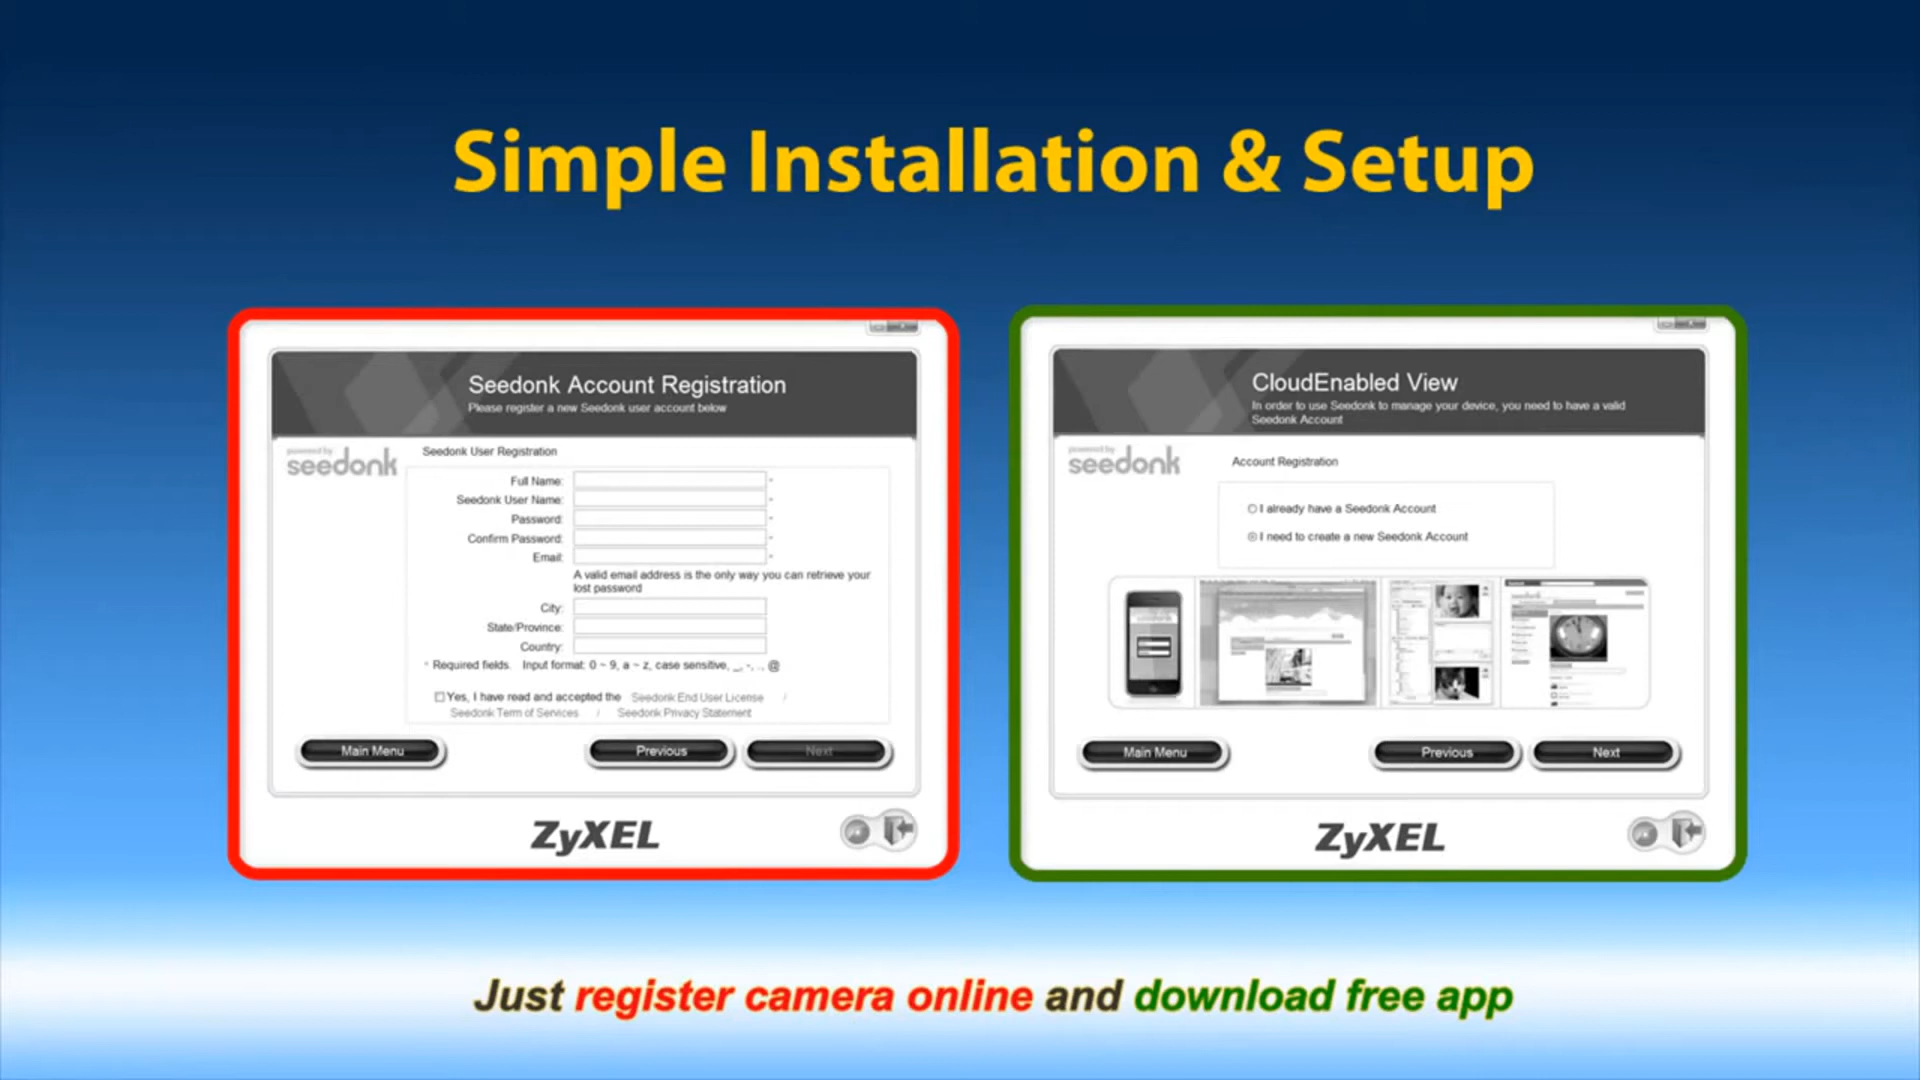 Simple Installation & Setup
Seedonk Account Registration
Please register a new Seedonk user account below
powered by
seedonk
Seedonk User Registration
Full Name: *
Seedonk User Name: *
Password: *
Confirm Password: *
Email: *
A valid email address is the only way you can retrieve your
lost password
City:
State/Province:
Country:
* Required fields. Input format: 0 ~ 9, a ~ z, case sensitive, _, -, ., @
Yes, I have read and accepted the Seedonk End User License /
Seedonk Term of Services / Seedonk Privacy Statement
Main Menu
Previous
Next
ZyXEL
CloudEnabled View
In order to use Seedonk to manage your device, you need to have a valid
Seedonk Account
powered by
seedonk
Account Registration
I already have a Seedonk Account
I need to create a new Seedonk Account
Main Menu
Previous
Next
ZyXEL
Just register camera online and download free app